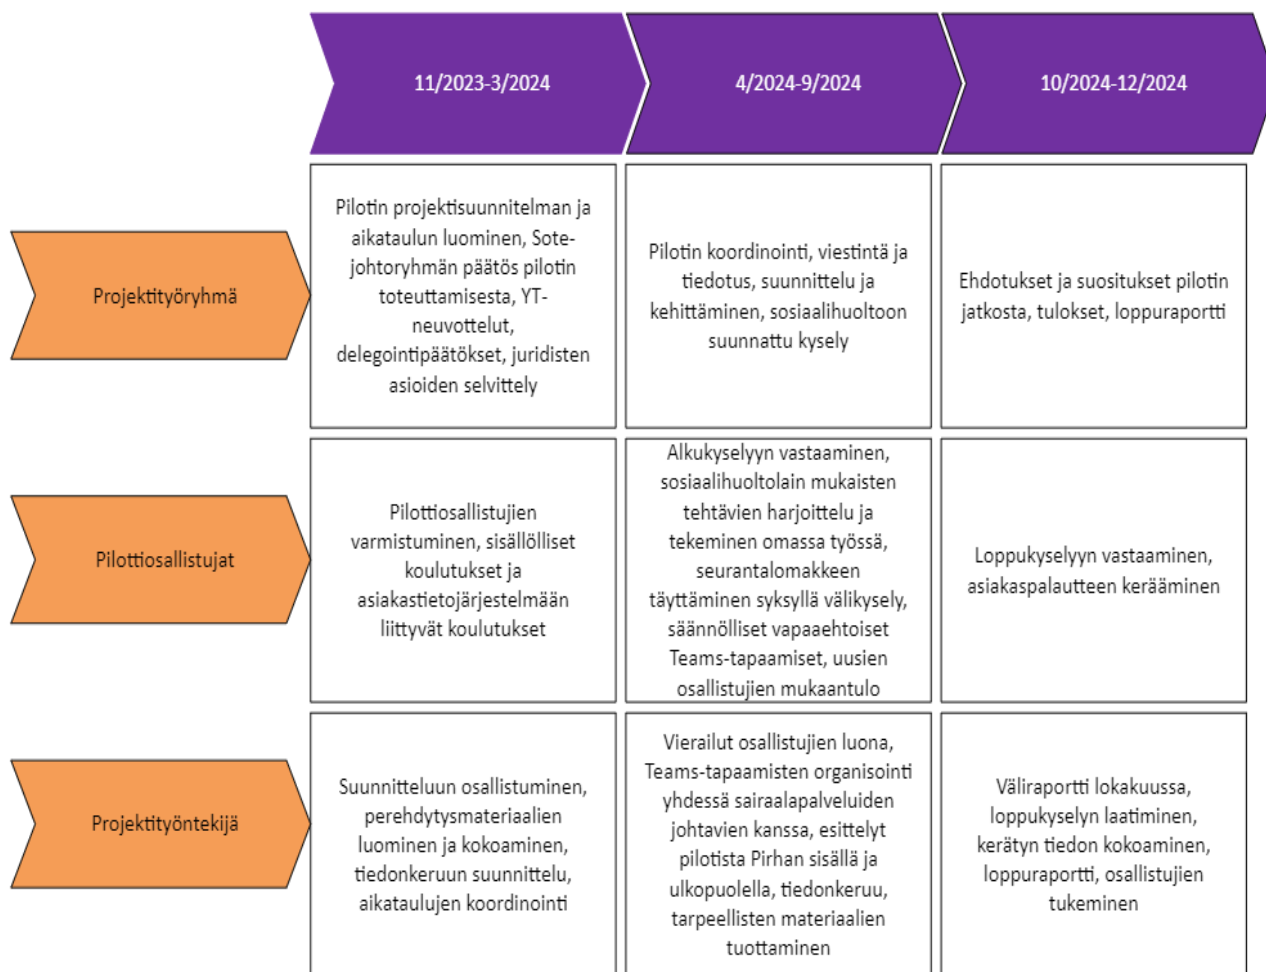 11/2023-3/2024
4/2024-9/2024
10/2024-12/2024
Projektityöryhmä
Pilotin projektisuunnitelman ja
aikataulun luominen, Sote-
johtoryhmän päätös pilotin
toteuttamisesta, YT-
neuvottelut,
delegointipäätökset, juridisten
asioiden selvittely
Pilotin koordinointi, viestintä ja
tiedotus, suunnittelu ja
kehittäminen, sosiaalihuoltoon
suunnattu kysely
Ehdotukset ja suositukset pilotin
jatkosta, tulokset, loppuraportti
Pilottiosallistujat
Pilottiosallistujien
varmistuminen, sisällölliset
koulutukset ja
asiakastietojärjestelmään
liittyvät koulutukset
Alkukyselyyn vastaaminen,
sosiaalihuoltolain mukaisten
tehtävien harjoittelu ja
tekeminen omassa työssä,
seurantalomakkeen
täyttäminen syksyllä välikysely,
säännölliset vapaaehtoiset
Teams-tapaamiset, uusien
osallistujien mukaantulo
Loppukyselyyn vastaaminen,
asiakaspalautteen kerääminen
Projektityöntekijä
Suunnitteluun osallistuminen,
perehdytysmateriaalien
luominen ja kokoaminen,
tiedonkeruun suunnittelu,
aikataulujen koordinointi
Vierailut osallistujien luona,
Teams-tapaamisten organisointi
yhdessä sairaalapalveluiden
johtavien kanssa, esittelyt
pilotista Pirhan sisällä ja
ulkopuolella, tiedonkeruu,
tarpeellisten materiaalien
tuottaminen
Väliraportti lokakuussa,
loppukyselyn laatiminen,
kerätyn tiedon kokoaminen,
loppuraportti, osallistujien
tukeminen